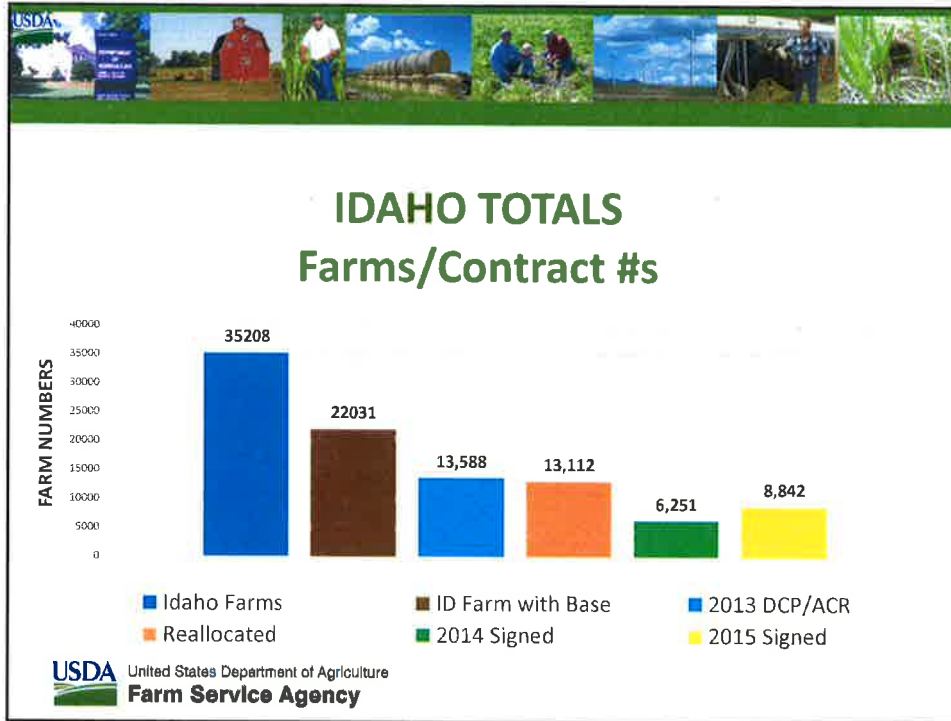 USDA
IDAHO TOTALS
Farms/Contract #s
FARM NUMBERS
40000
35000
30000
25000
20000
15000
10000
5000
0
35208
22031
13,588
13,112
6,251
8,842
Idaho Farms
ID Farm with Base
2013 DCP/ACR
Reallocated
2014 Signed
2015 Signed
USDA
United States Department of Agriculture
Farm Service Agency